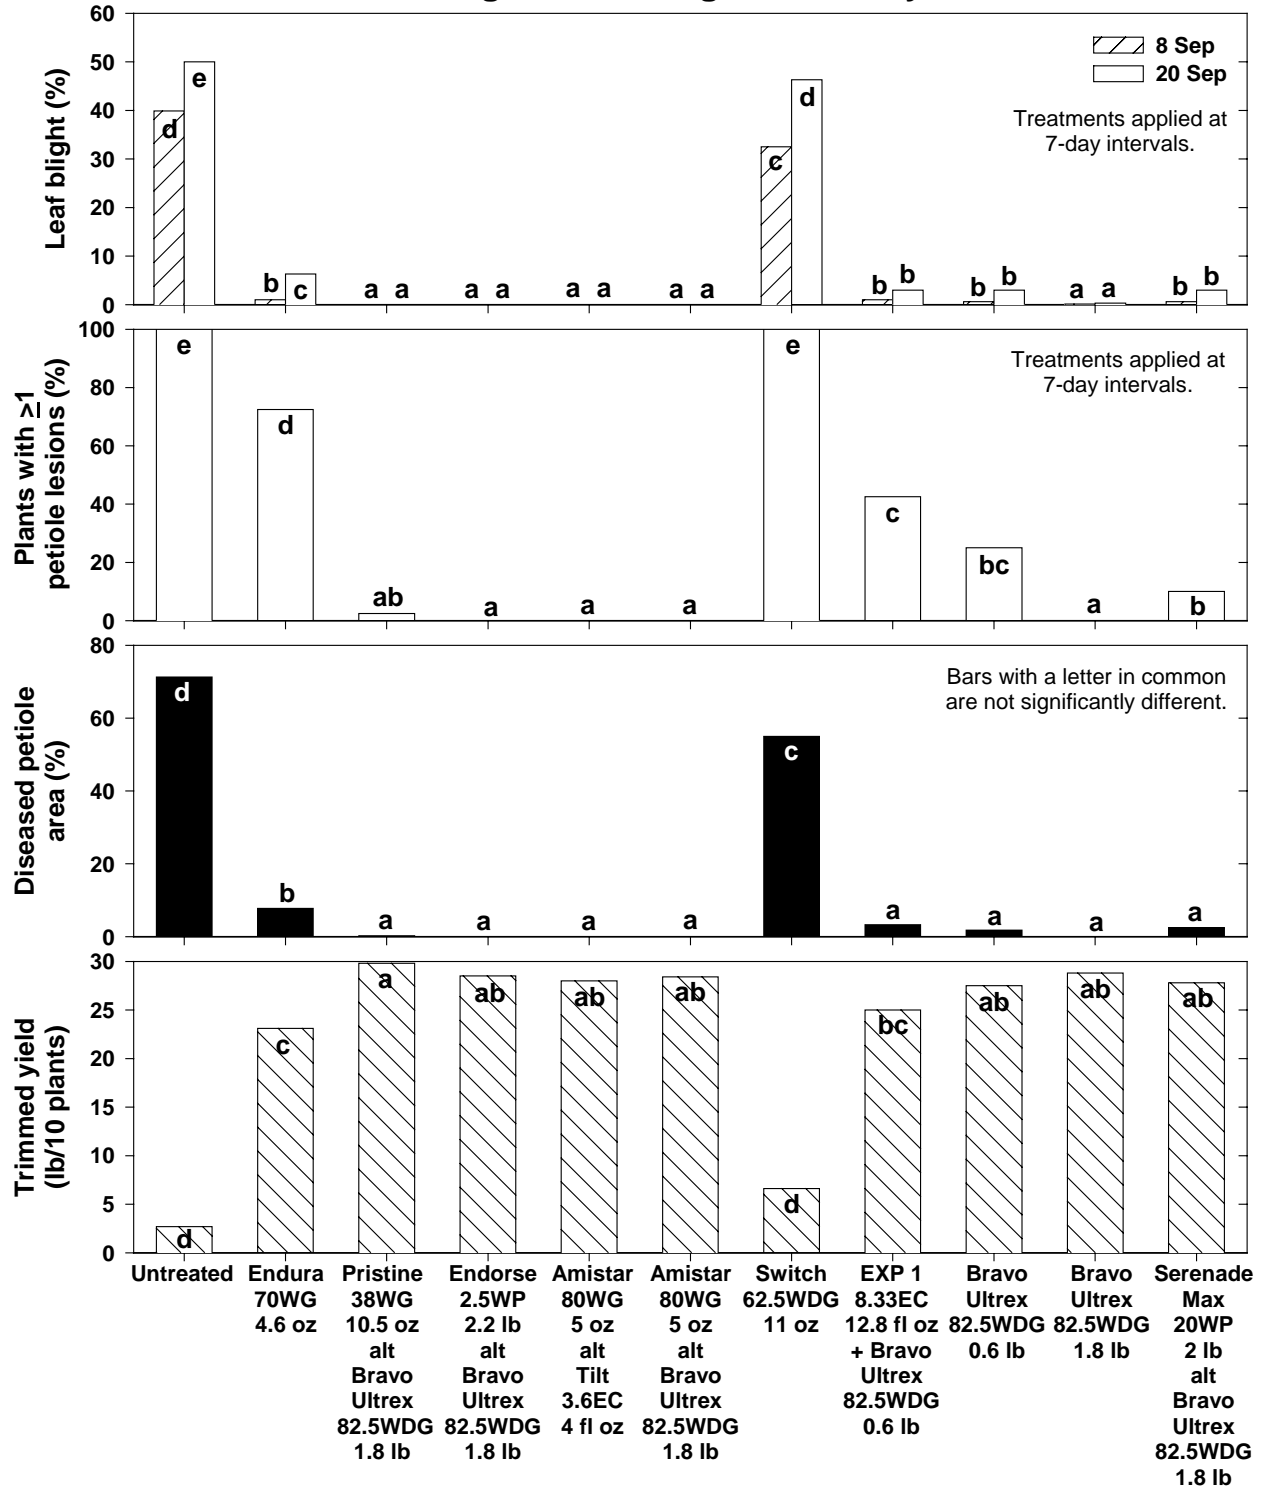 60
50
40
30
20
10
0
Leaf blight (%)
8 Sep
20 Sep
Treatments applied at
7-day intervals.
d e b c a a a a a a a a c d b b b b a a b b
100
80
60
40
20
0
Plants with >1
petiole lesions (%)
Treatments applied at
7-day intervals.
e d ab a a a e c bc a b
80
60
40
20
0
Diseased petiole
area (%)
Bars with a letter in common
are not significantly different.
d b a a a a c a a a a
30
25
20
15
10
5
0
Trimmed yield
(lb/10 plants)
d c a ab ab ab d bc ab ab ab
Untreated
Endura
70WG
4.6 oz
Pristine
38WG
10.5 oz
alt
Bravo
Ultrex
82.5WDG
1.8 lb
Endorse
2.5WP
2.2 lb
alt
Bravo
Ultrex
82.5WDG
1.8 lb
Amistar
80WG
5 oz
alt
Tilt
3.6EC
4 fl oz
Amistar
80WG
5 oz
alt
Bravo
Ultrex
82.5WDG
1.8 lb
Switch
62.5WDG
11 oz
EXP 1
8.33EC
12.8 fl oz
+ Bravo
Ultrex
82.5WDG
0.6 lb
Bravo
Ultrex
82.5WDG
0.6 lb
Bravo
Ultrex
82.5WDG
1.8 lb
Serenade
Max
20WP
2 lb
alt
Bravo
Ultrex
82.5WDG
1.8 lb